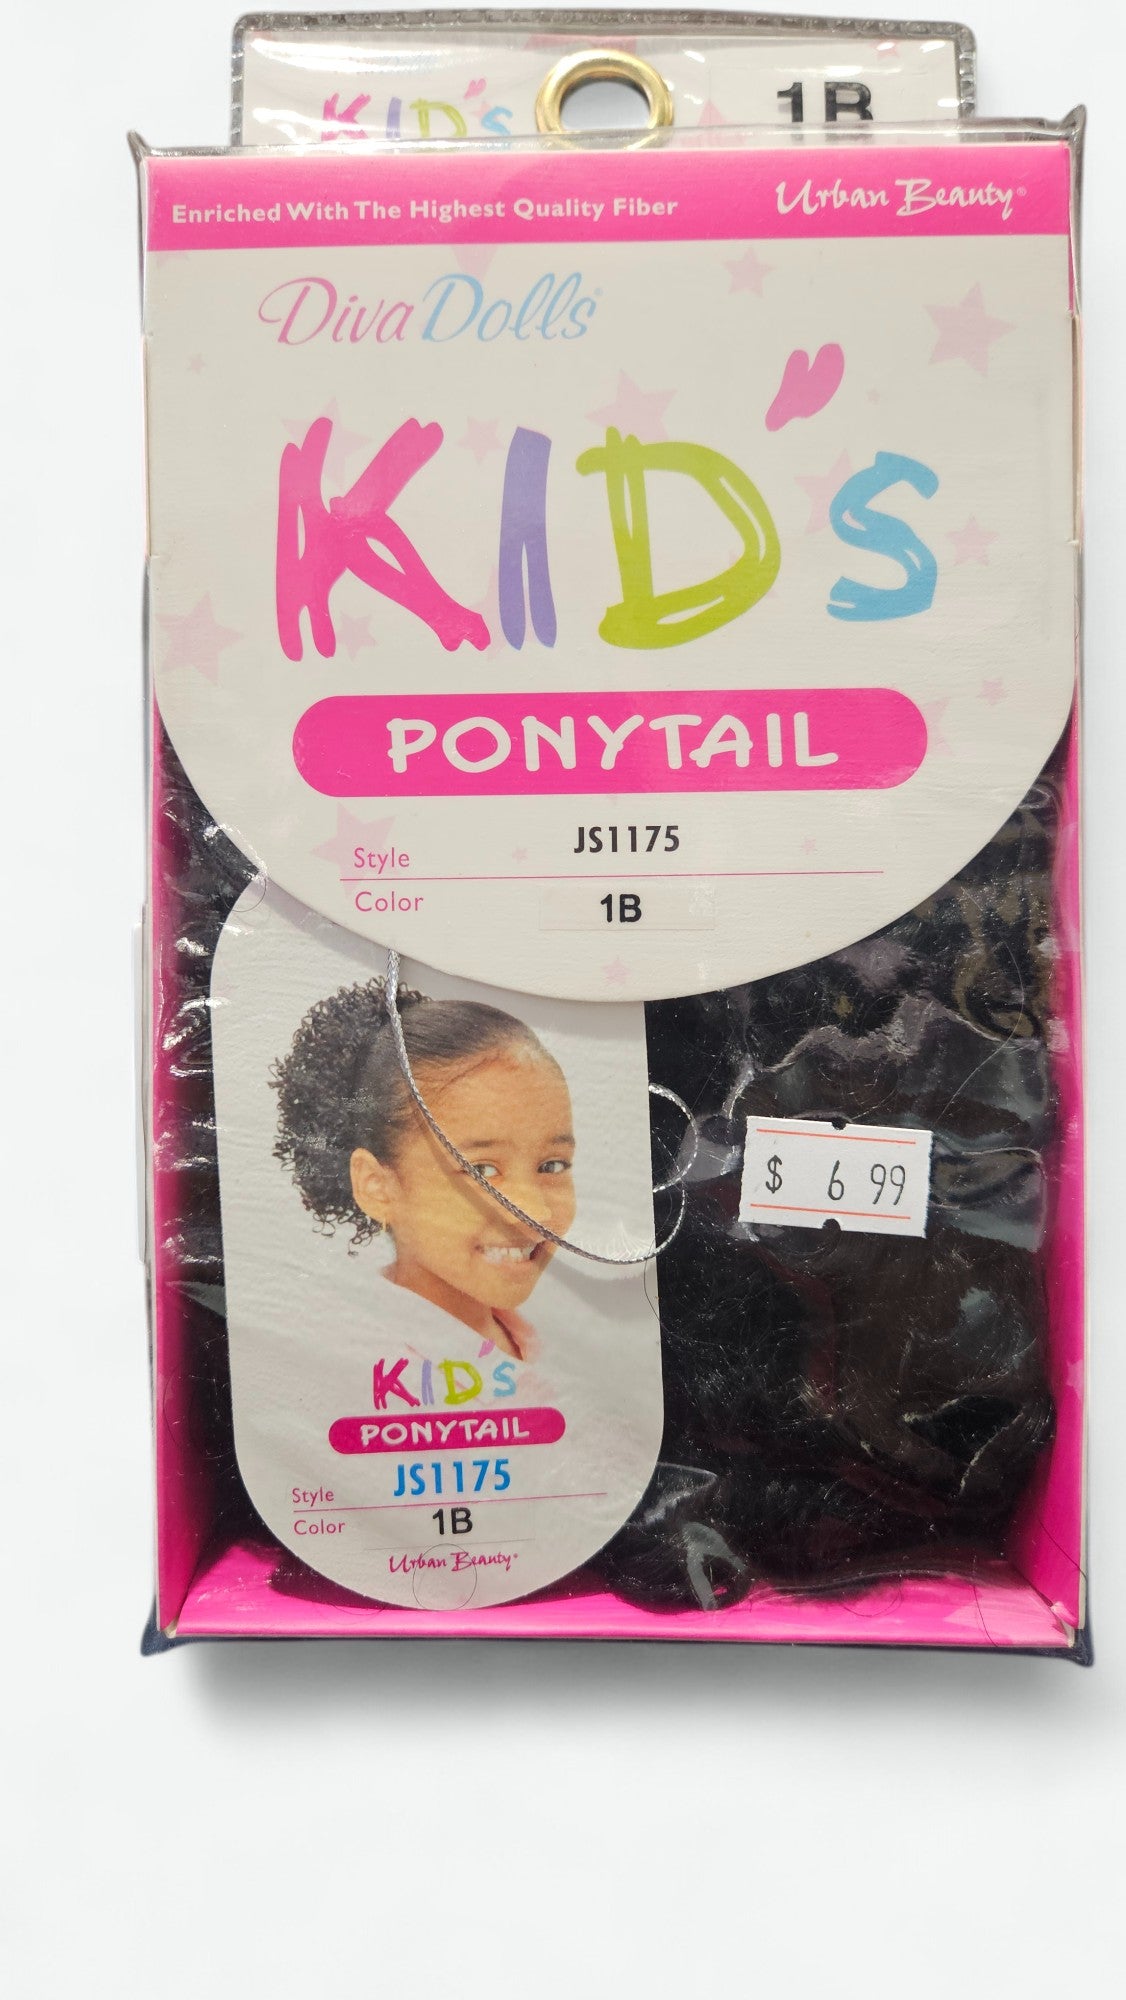 KID'S
1B
Enriched With The Highest Quality Fiber
Urban Beauty®
Diva Dolls®
KID'S
PONYTAIL
Style JS1175
Color 1B
$ 6 99
KID'S
PONYTAIL
Style JS1175
Color 1B
Urban Beauty®